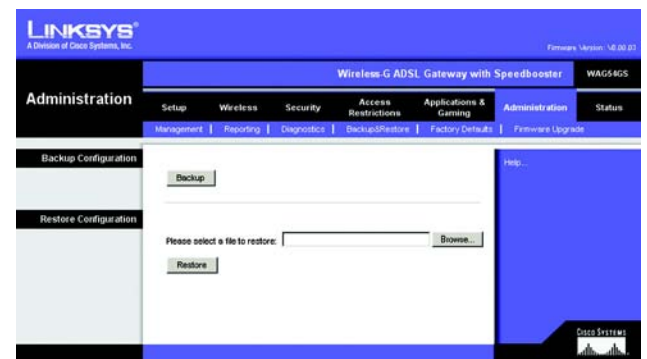 LINKSYS®
A Division of Cisco Systems, Inc.
Firmware Version: V0.00.03
Wireless-G ADSL Gateway with Speedbooster
WAG54GS
Administration
Setup
Wireless
Security
Access Restrictions
Applications & Gaming
Administration
Status
Management | Reporting | Diagnostics | Backup&Restore | Factory Defaults | Firmware Upgrade
Backup Configuration
Help...
Backup
Restore Configuration
Please select a file to restore:
Browse...
Restore
CISCO SYSTEMS